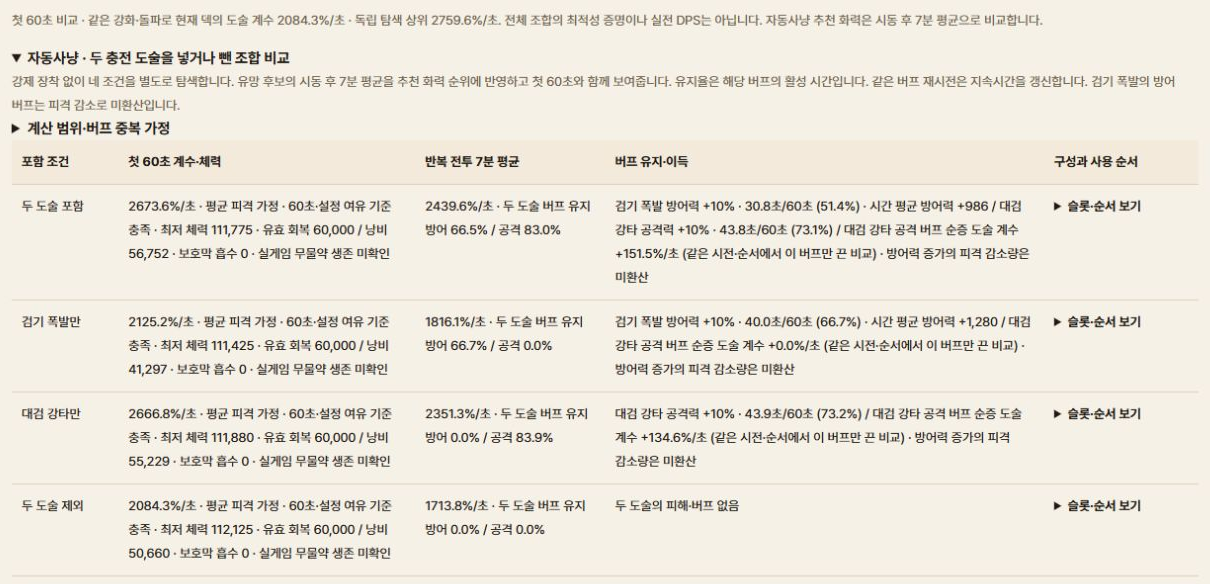 첫 60초 비교 · 같은 강화·돌파로 현재 덱의 도술 계수 2084.3%/초 · 독립 탐색 상위 2759.6%/초. 전체 조합의 최적성 증명이나 실전 DPS는 아닙니다. 자동사냥 추천 화력은 시동 후 7분 평균으로 비교합니다.
▼ 자동사냥 · 두 충전 도술을 넣거나 뺀 조합 비교
강제 장착 없이 네 조건을 별도로 탐색합니다. 유망 후보의 시동 후 7분 평균을 추천 화력 순위에 반영하고 첫 60초와 함께 보여줍니다. 유지율은 해당 버프의 활성 시간입니다. 같은 버프 재시전은 지속시간을 갱신합니다. 검기 폭발의 방어
버프는 피격 감소로 미환산입니다.
▶ 계산 범위·버프 중복 가정
포함 조건 첫 60초 계수·체력 반복 전투 7분 평균 버프 유지·이득 구성과 사용 순서
두 도술 포함 2673.6%/초 · 평균 피격 가정 · 60초·설정 여유 기준 2439.6%/초 · 두 도술 버프 유지 검기 폭발 방어력 +10% · 30.8초/60초 (51.4%) · 시간 평균 방어력 +986 / 대검 ▶ 슬롯·순서 보기
충족 · 최저 체력 111,775 · 유효 회복 60,000 / 낭비 방어 66.5% / 공격 83.0% 강타 공격력 +10% · 43.8초/60초 (73.1%) / 대검 강타 공격 버프 순증 도술 계수
56,752 · 보호막 흡수 0 · 실게임 무물약 생존 미확인 +151.5%/초 (같은 시전·순서에서 이 버프만 끈 비교) · 방어력 증가의 피격 감소량은
미환산
검기 폭발만 2125.2%/초 · 평균 피격 가정 · 60초·설정 여유 기준 1816.1%/초 · 두 도술 버프 유지 검기 폭발 방어력 +10% · 40.0초/60초 (66.7%) · 시간 평균 방어력 +1,280 / 대검 ▶ 슬롯·순서 보기
충족 · 최저 체력 111,425 · 유효 회복 60,000 / 낭비 방어 66.7% / 공격 0.0% 강타 공격 버프 순증 도술 계수 +0.0%/초 (같은 시전·순서에서 이 버프만 끈 비교) ·
41,297 · 보호막 흡수 0 · 실게임 무물약 생존 미확인 방어력 증가의 피격 감소량은 미환산
대검 강타만 2666.8%/초 · 평균 피격 가정 · 60초·설정 여유 기준 2351.3%/초 · 두 도술 버프 유지 대검 강타 공격력 +10% · 43.9초/60초 (73.2%) / 대검 강타 공격 버프 순증 도술 ▶ 슬롯·순서 보기
충족 · 최저 체력 111,880 · 유효 회복 60,000 / 낭비 방어 0.0% / 공격 83.9% 계수 +134.6%/초 (같은 시전·순서에서 이 버프만 끈 비교) · 방어력 증가의 피격
55,229 · 보호막 흡수 0 · 실게임 무물약 생존 미확인 감소량은 미환산
두 도술 제외 2084.3%/초 · 평균 피격 가정 · 60초·설정 여유 기준 1713.8%/초 · 두 도술 버프 유지 두 도술의 피해·버프 없음 ▶ 슬롯·순서 보기
충족 · 최저 체력 112,125 · 유효 회복 60,000 / 낭비 방어 0.0% / 공격 0.0%
50,660 · 보호막 흡수 0 · 실게임 무물약 생존 미확인